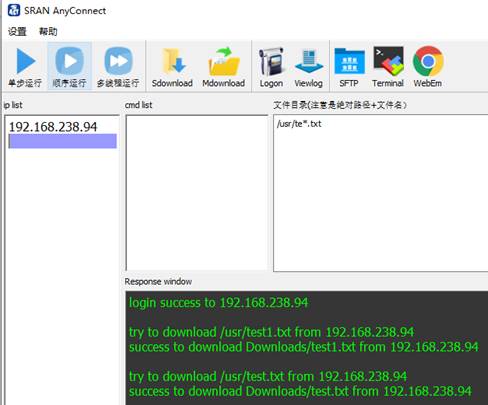 SRAN AnyConnect
设置 帮助
单步运行 顺序运行 多线程运行 Sdownload Mdownload Logon Viewlog SFTP Terminal WebEm
ip list
cmd list
文件目录(注意是绝对路径+文件名)
192.168.238.94
/usr/te*.txt
Response window
login success to 192.168.238.94
try to download /usr/test1.txt from 192.168.238.94
success to download Downloads/test1.txt from 192.168.238.94
try to download /usr/test.txt from 192.168.238.94
success to download Downloads/test.txt from 192.168.238.94